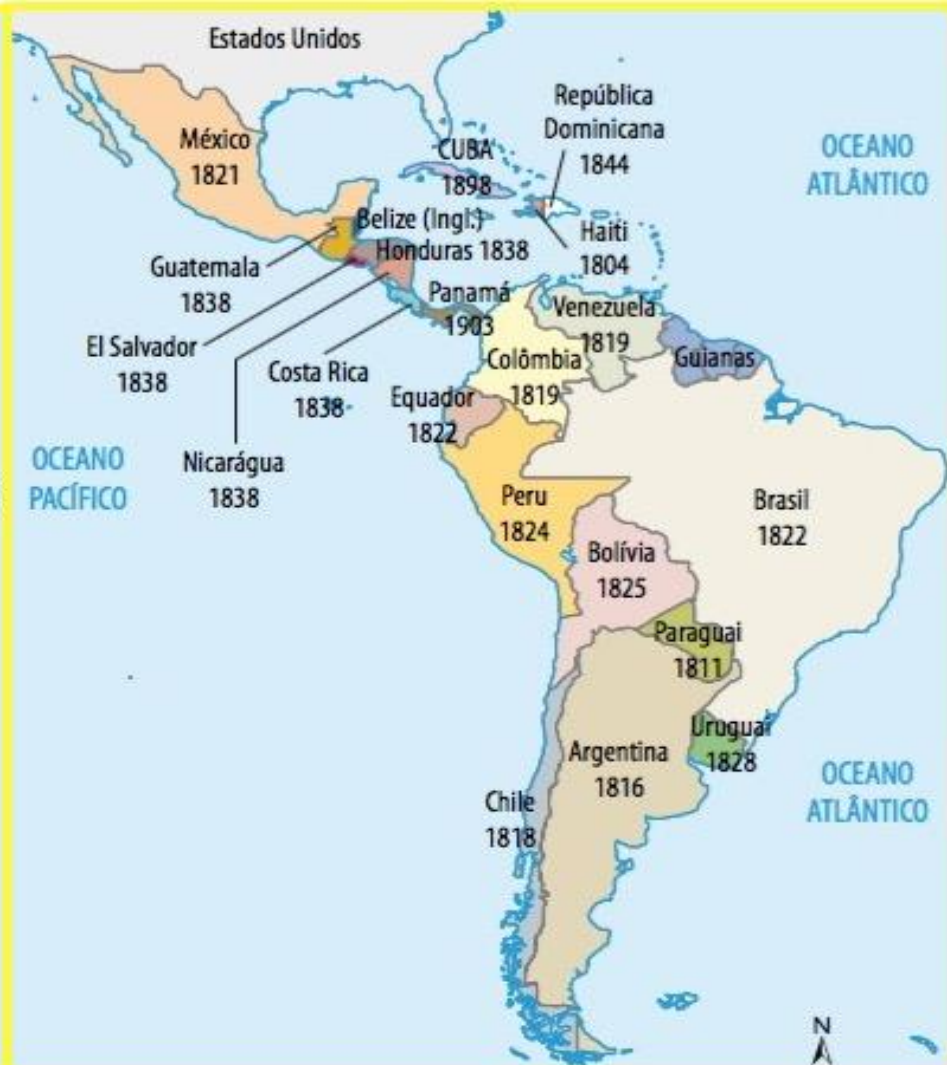 Estados Unidos
República
Dominicana
1844
OCEANO
ATLÂNTICO
México
1821
CUBA
1898
Belize (Ingl.)
Haiti
1804
Honduras 1838
Guatemala
1838
Panamá
1903
Venezuela
1819
El Salvador
1838
Costa Rica
1838
Colômbia
1819
Guianas
Equador
1822
OCEANO
PACÍFICO
Nicarágua
1838
Peru
1824
Brasil
1822
Bolívia
1825
Paraguai
1811
Uruguai
1828
Argentina
1816
Chile
1818
OCEANO
ATLÂNTICO
N